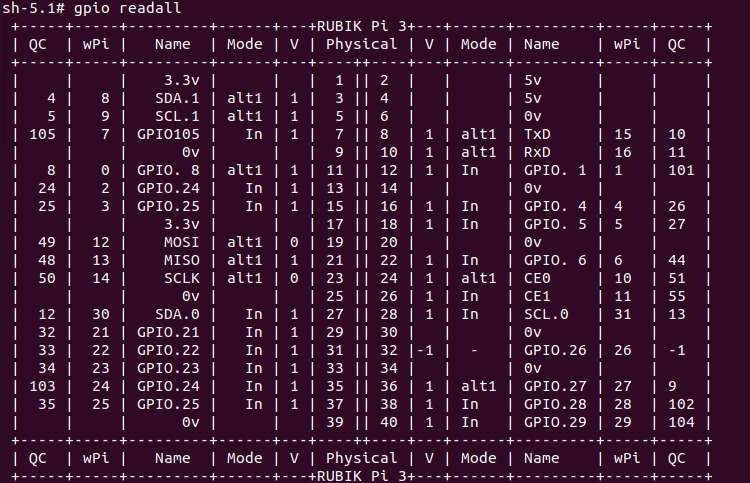 sh-5.1# gpio readall
+-----+-----+---------+------+---+RUBIK Pi 3+---+------+---------+-----+-----+
| QC  | wPi |   Name  | Mode | V | Physical | V | Mode | Name    | wPi | QC  |
+-----+-----+---------+------+---+----++----+---+------+---------+-----+-----+
|     |     |    3.3v |      |   |  1 || 2  |   |      | 5v      |     |     |
|   4 |   8 |   SDA.1 | alt1 | 1 |  3 || 4  |   |      | 5v      |     |     |
|   5 |   9 |   SCL.1 | alt1 | 1 |  5 || 6  |   |      | 0v      |     |     |
| 105 |   7 | GPIO105 |   In | 1 |  7 || 8  | 1 | alt1 | TxD     | 15  | 10  |
|     |     |      0v |      |   |  9 || 10 | 1 | alt1 | RxD     | 16  | 11  |
|   8 |   0 | GPIO. 8 | alt1 | 1 | 11 || 12 | 1 | In   | GPIO. 1 | 1   | 101 |
|  24 |   2 | GPIO.24 |   In | 1 | 13 || 14 |   |      | 0v      |     |     |
|  25 |   3 | GPIO.25 |   In | 1 | 15 || 16 | 1 | In   | GPIO. 4 | 4   | 26  |
|     |     |    3.3v |      |   | 17 || 18 | 1 | In   | GPIO. 5 | 5   | 27  |
|  49 |  12 |    MOSI | alt1 | 0 | 19 || 20 |   |      | 0v      |     |     |
|  48 |  13 |    MISO | alt1 | 1 | 21 || 22 | 1 | In   | GPIO. 6 | 6   | 44  |
|  50 |  14 |    SCLK | alt1 | 0 | 23 || 24 | 1 | alt1 | CE0     | 10  | 51  |
|     |     |      0v |      |   | 25 || 26 | 1 | In   | CE1     | 11  | 55  |
|  12 |  30 |   SDA.0 |   In | 1 | 27 || 28 | 1 | In   | SCL.0   | 31  | 13  |
|  32 |  21 | GPIO.21 |   In | 1 | 29 || 30 |   |      | 0v      |     |     |
|  33 |  22 | GPIO.22 |   In | 1 | 31 || 32 |-1 |  -   | GPIO.26 | 26  | -1  |
|  34 |  23 | GPIO.23 |   In | 1 | 33 || 34 |   |      | 0v      |     |     |
| 103 |  24 | GPIO.24 |   In | 1 | 35 || 36 | 1 | alt1 | GPIO.27 | 27  | 9   |
|  35 |  25 | GPIO.25 |   In | 1 | 37 || 38 | 1 | In   | GPIO.28 | 28  | 102 |
|     |     |      0v |      |   | 39 || 40 | 1 | In   | GPIO.29 | 29  | 104 |
+-----+-----+---------+------+---+----++----+---+------+---------+-----+-----+
| QC  | wPi |   Name  | Mode | V | Physical | V | Mode | Name    | wPi | QC  |
+-----+-----+---------+------+---+RUBIK Pi 3+---+------+---------+-----+-----+